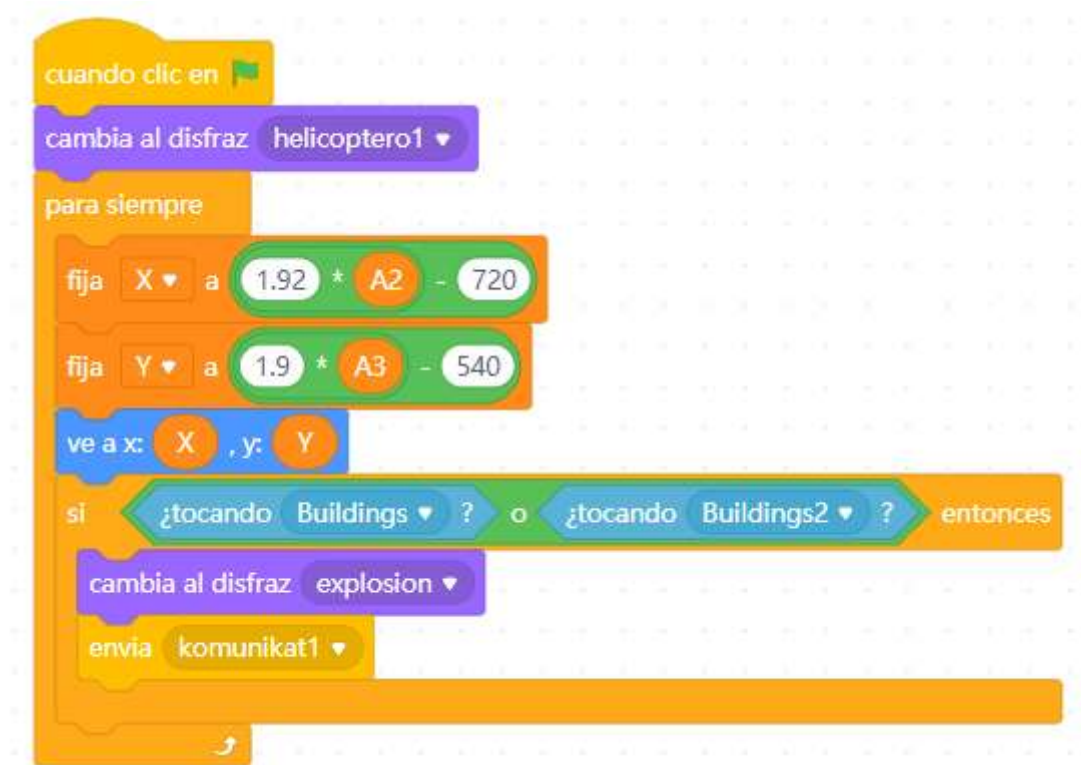 cuando clic en
cambia al disfraz helicoptero1
para siempre
fija X a 1.92 * A2 - 720
fija Y a 1.9 * A3 - 540
ve a x: X , y: Y
si ¿tocando Buildings ? o ¿tocando Buildings2 ? entonces
cambia al disfraz explosion
envia komunikat1